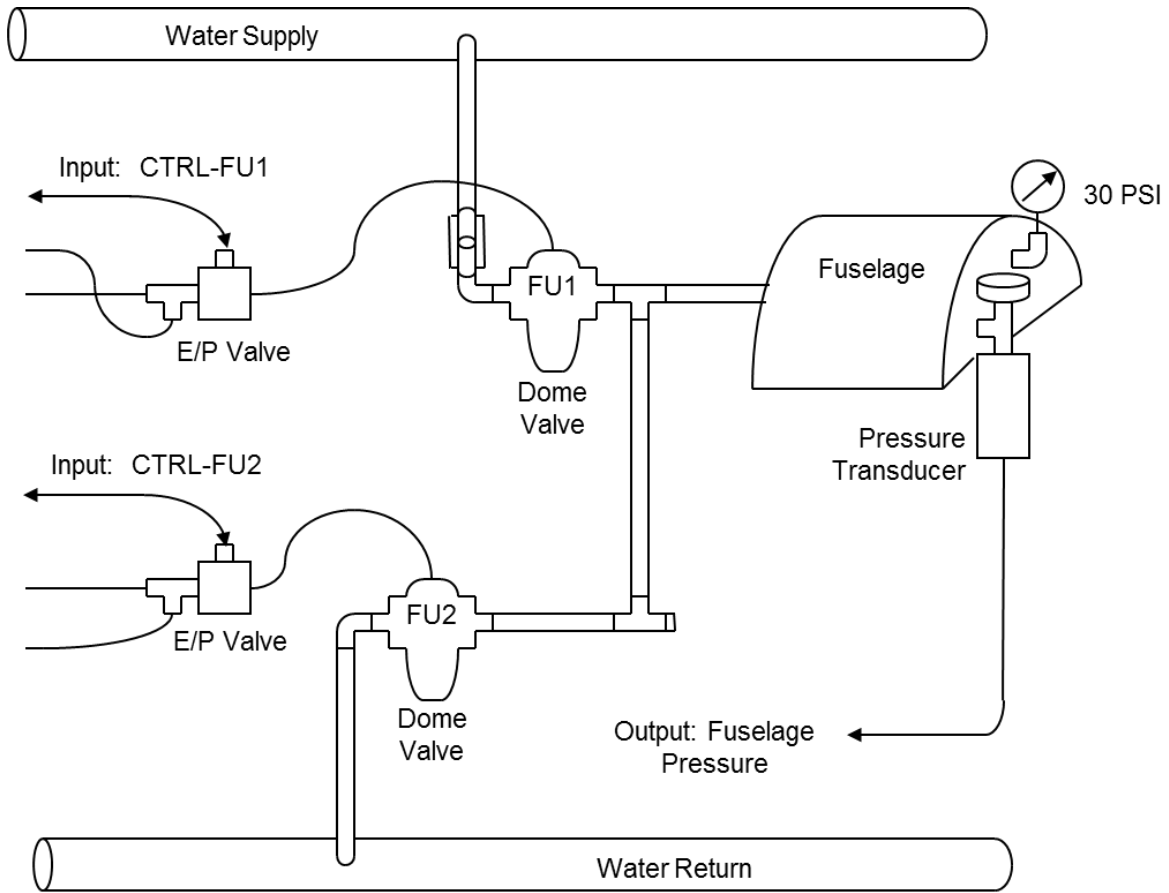 Water Supply
Input: CTRL-FU1
30 PSI
Fuselage
FU1
E/P Valve
Dome
Valve
Pressure
Transducer
Input: CTRL-FU2
FU2
E/P Valve
Dome
Valve
Output: Fuselage
Pressure
Water Return